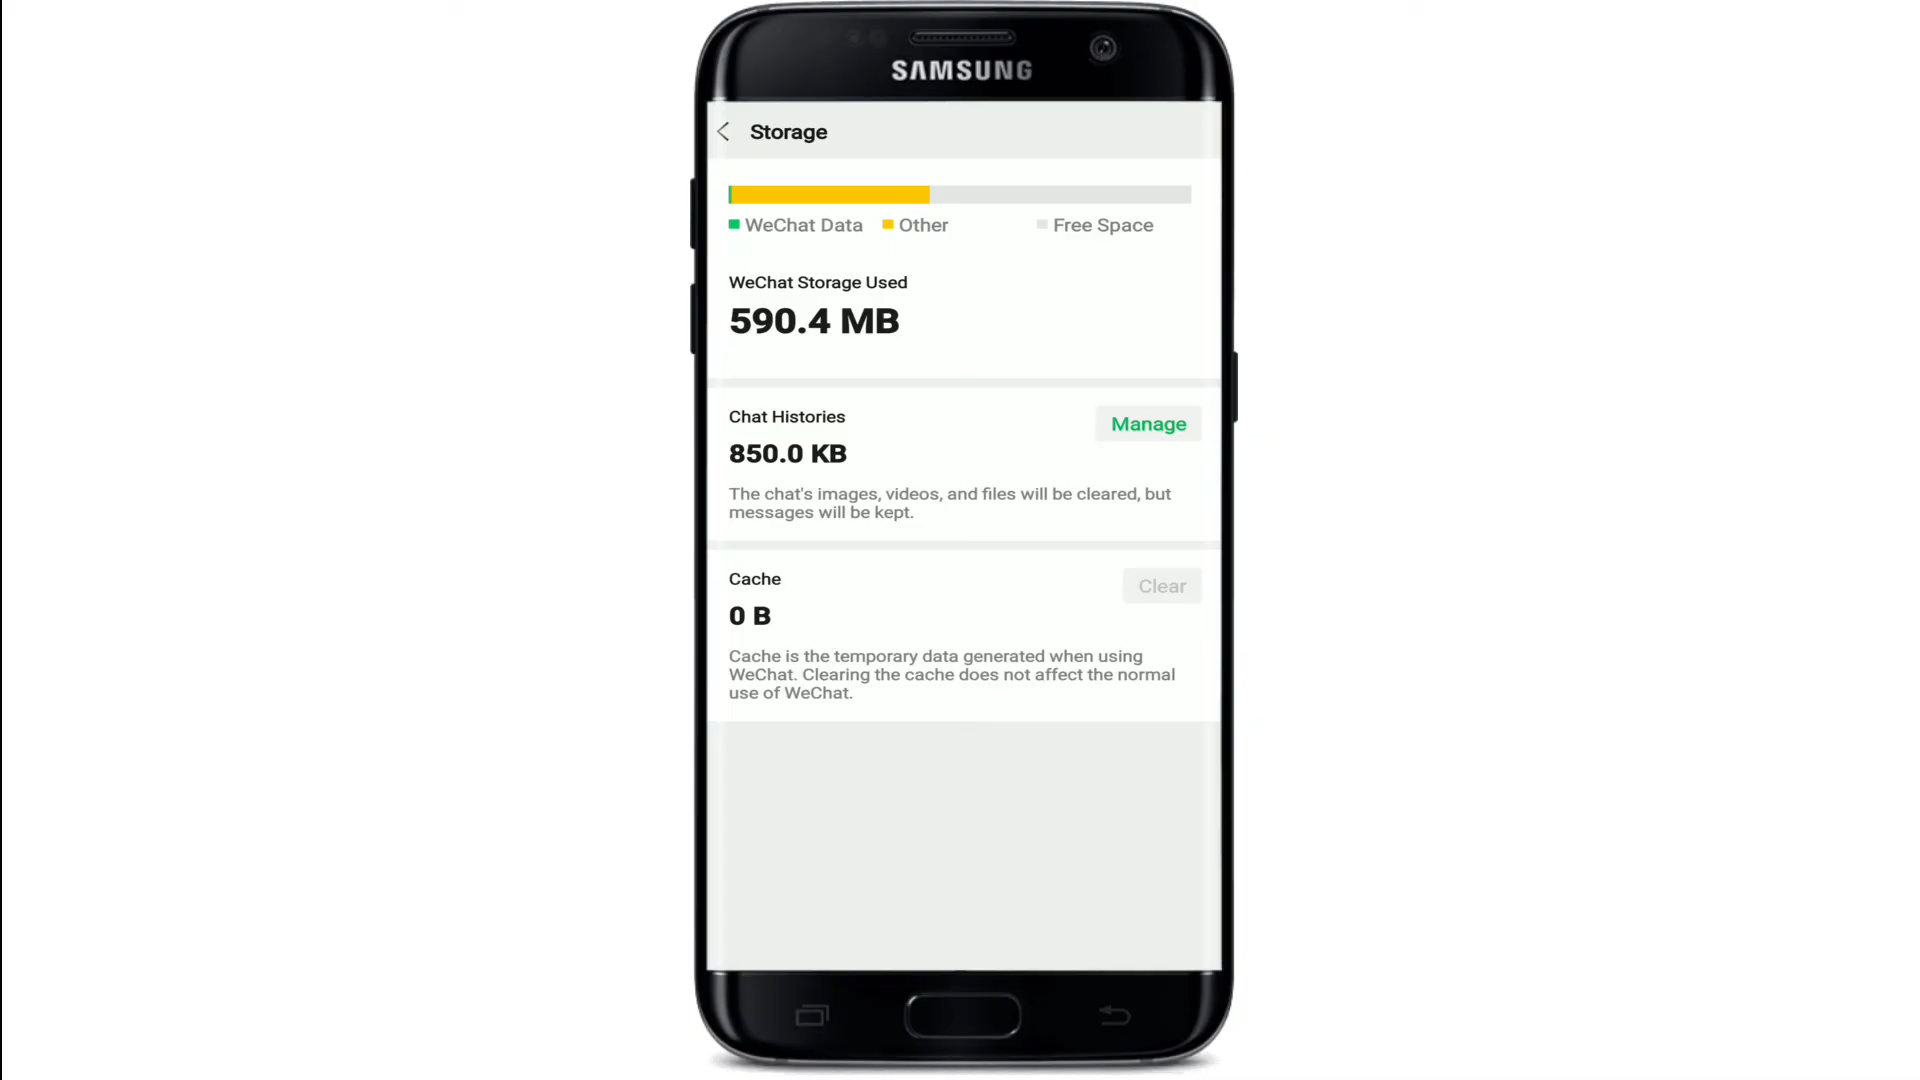 SAMSUNG
Storage
WeChat Data Other Free Space
WeChat Storage Used
590.4 MB
Chat Histories
Manage
850.0 KB
The chat's images, videos, and files will be cleared, but
messages will be kept.
Cache
Clear
0 B
Cache is the temporary data generated when using
WeChat. Clearing the cache does not affect the normal
use of WeChat.